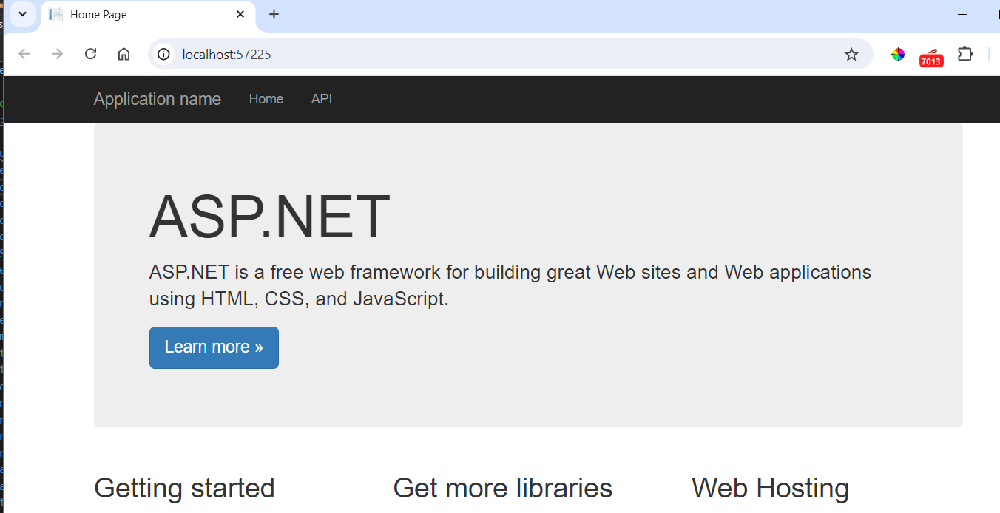 Home Page
localhost:57225
7013
Application name Home API
ASP.NET
ASP.NET is a free web framework for building great Web sites and Web applications
using HTML, CSS, and JavaScript.
Learn more »
Getting started Get more libraries Web Hosting